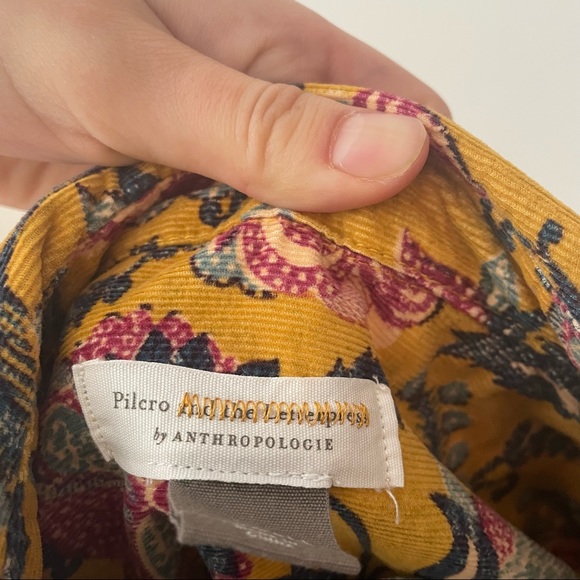 Pilcro and the Letterpress
by ANTHROPOLOGIE